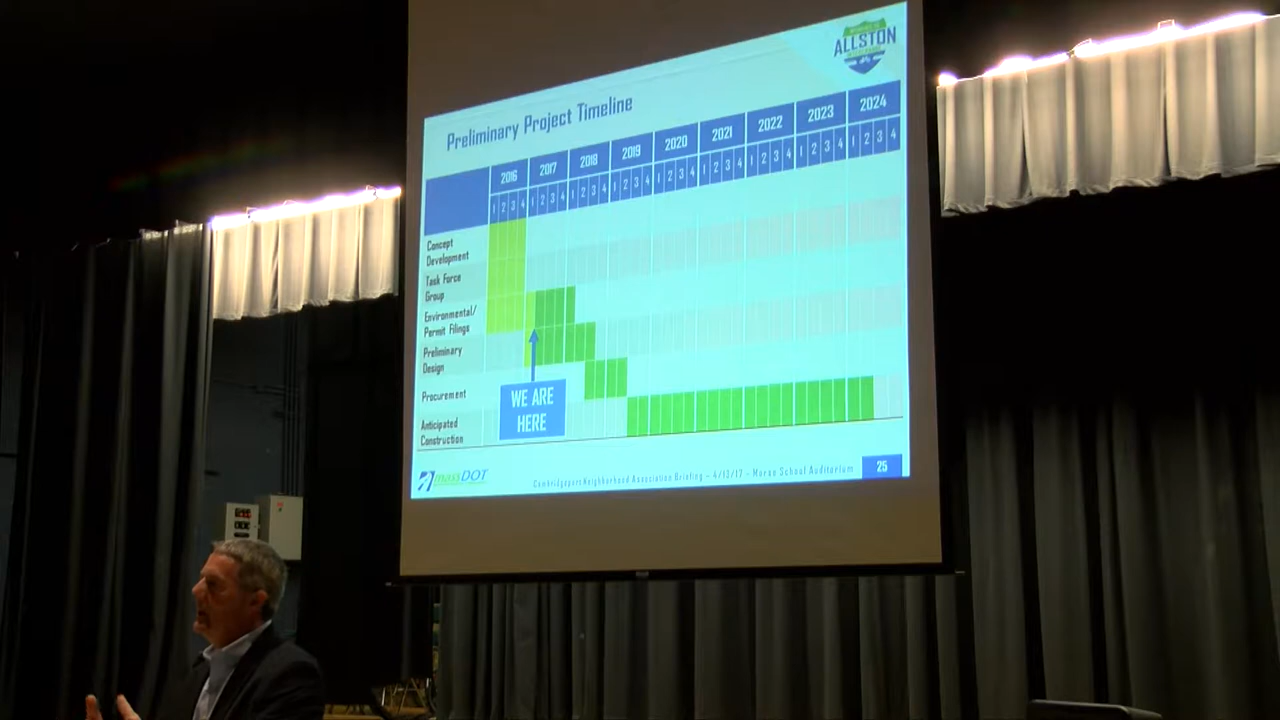 ALLSTON
Preliminary Project Timeline
2016 2017 2018 2019 2020 2021 2022 2023 2024
1 2 3 4 1 2 3 4 1 2 3 4 1 2 3 4 1 2 3 4 1 2 3 4 1 2 3 4 1 2 3 4 1 2 3 4
Concept
Development
Task Force
Group
Environmental/
Permit Filings
Preliminary
Design
Procurement
Anticipated
Construction
WE ARE
HERE
massDOT
Cambridgeport Neighborhood Association Briefing – 4/13/17 – Morse School Auditorium
25